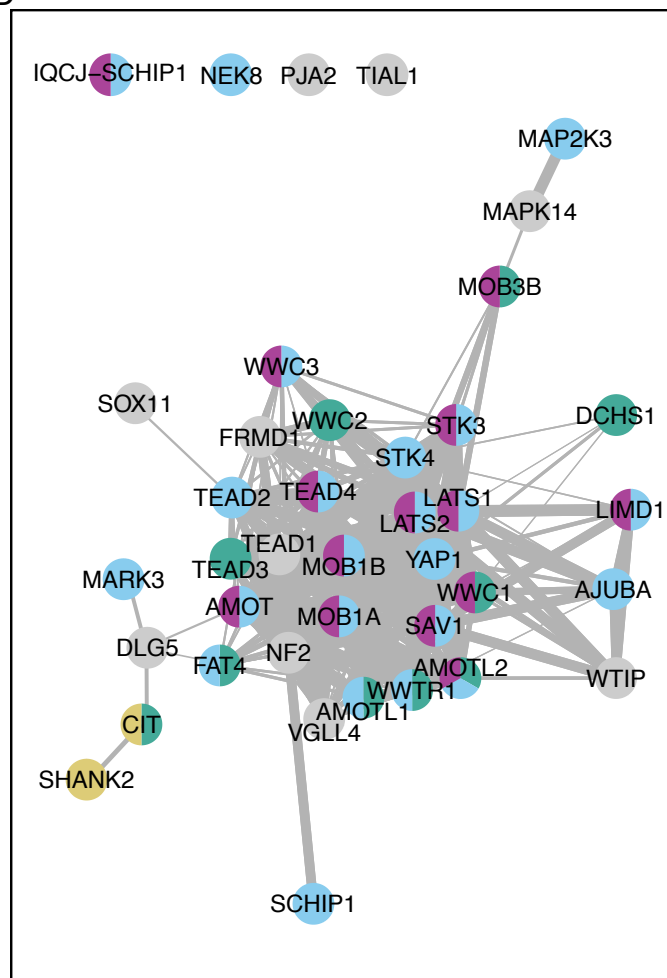 IQCJ–SCHIP1 NEK8 PJA2 TIAL1
MAP2K3
MAPK14
MOB3B
WWC3
SOX11
WWC2
DCHS1
FRMD1
STK3
STK4
TEAD2
TEAD4
LATS1
LATS2
LIMD1
TEAD1
TEAD3
MOB1B
YAP1
MARK3
WWC1
AJUBA
AMOT
MOB1A
SAV1
DLG5
NF2
FAT4
AMOTL2
WTIP
WWTR1
AMOTL1
CIT
VGLL4
SHANK2
SCHIP1